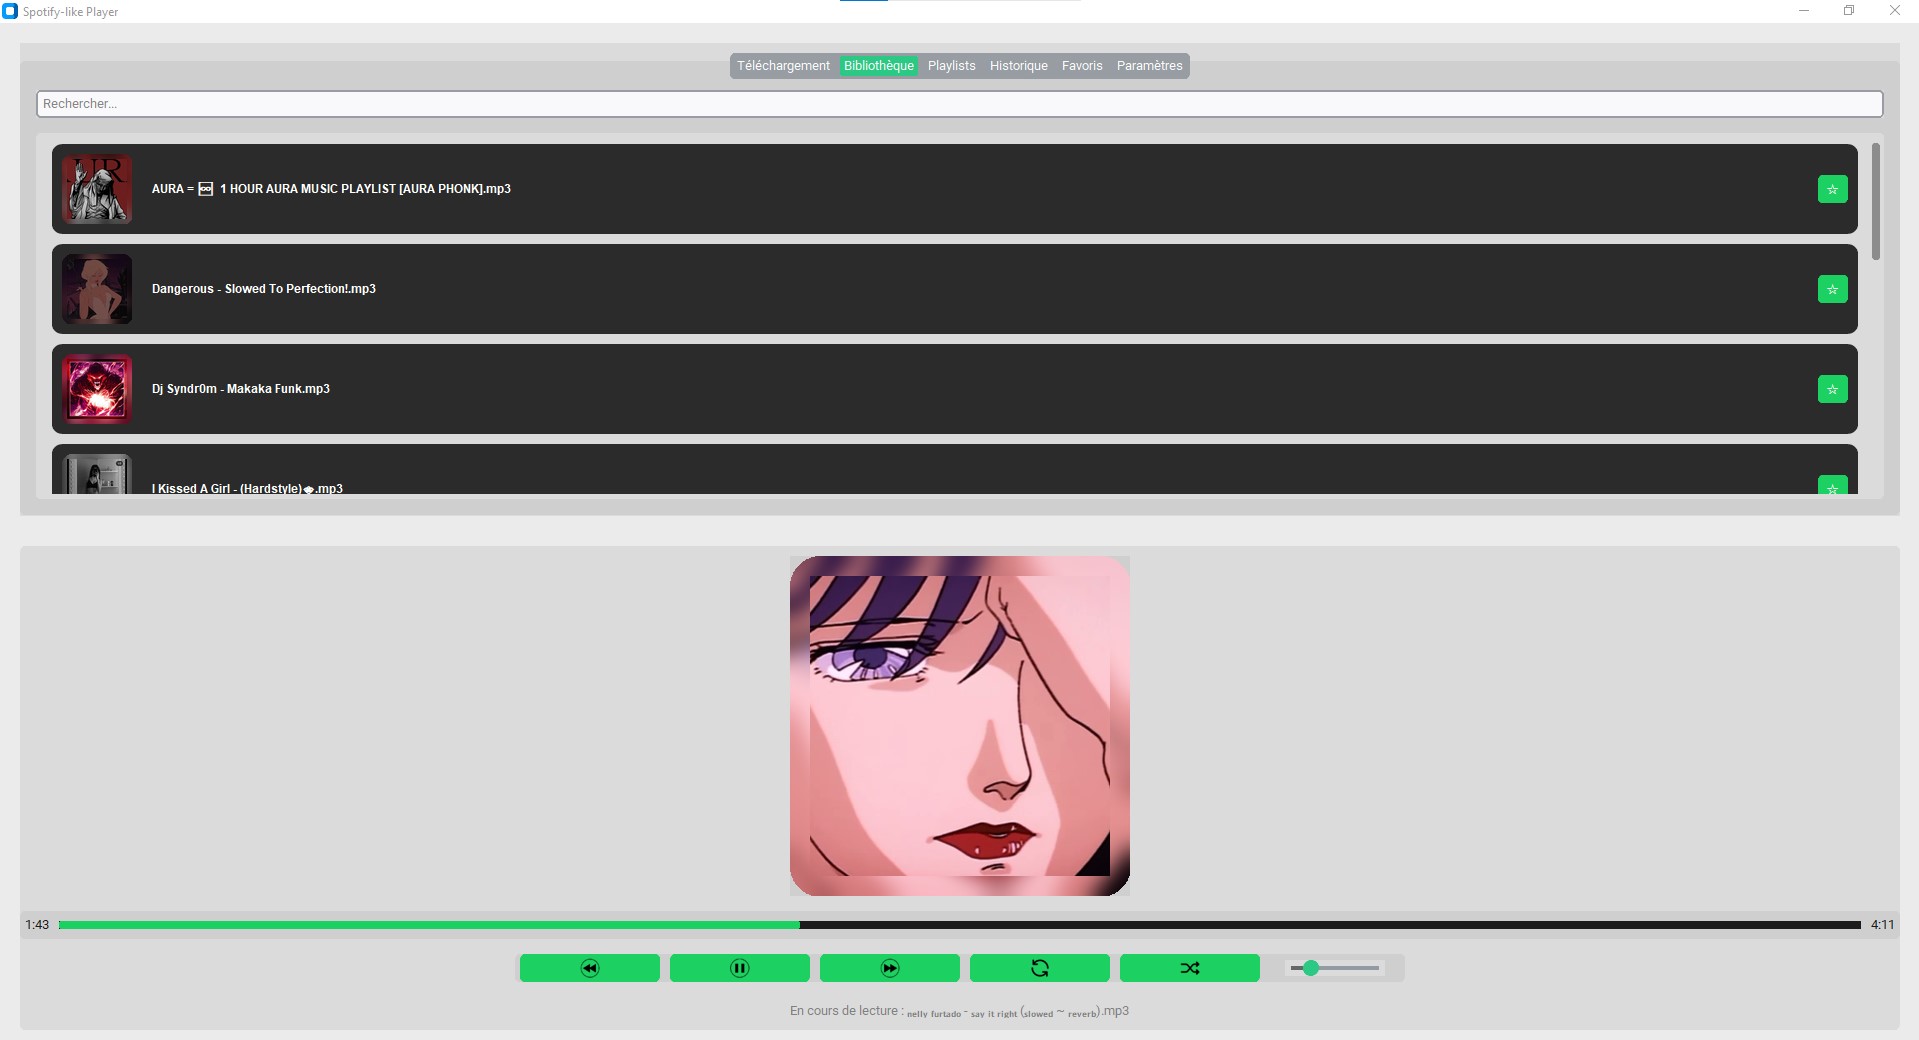 Spotify-like Player
Téléchargement Bibliothèque Playlists Historique Favoris Paramètres
Rechercher...
AURA = ♾ 1 HOUR AURA MUSIC PLAYLIST [AURA PHONK].mp3
Dangerous - Slowed To Perfection!.mp3
Dj Syndr0m - Makaka Funk.mp3
I Kissed A Girl - (Hardstyle)🫦.mp3
1:43 4:11
En cours de lecture : nelly furtado - say it right (slowed ~ reverb).mp3